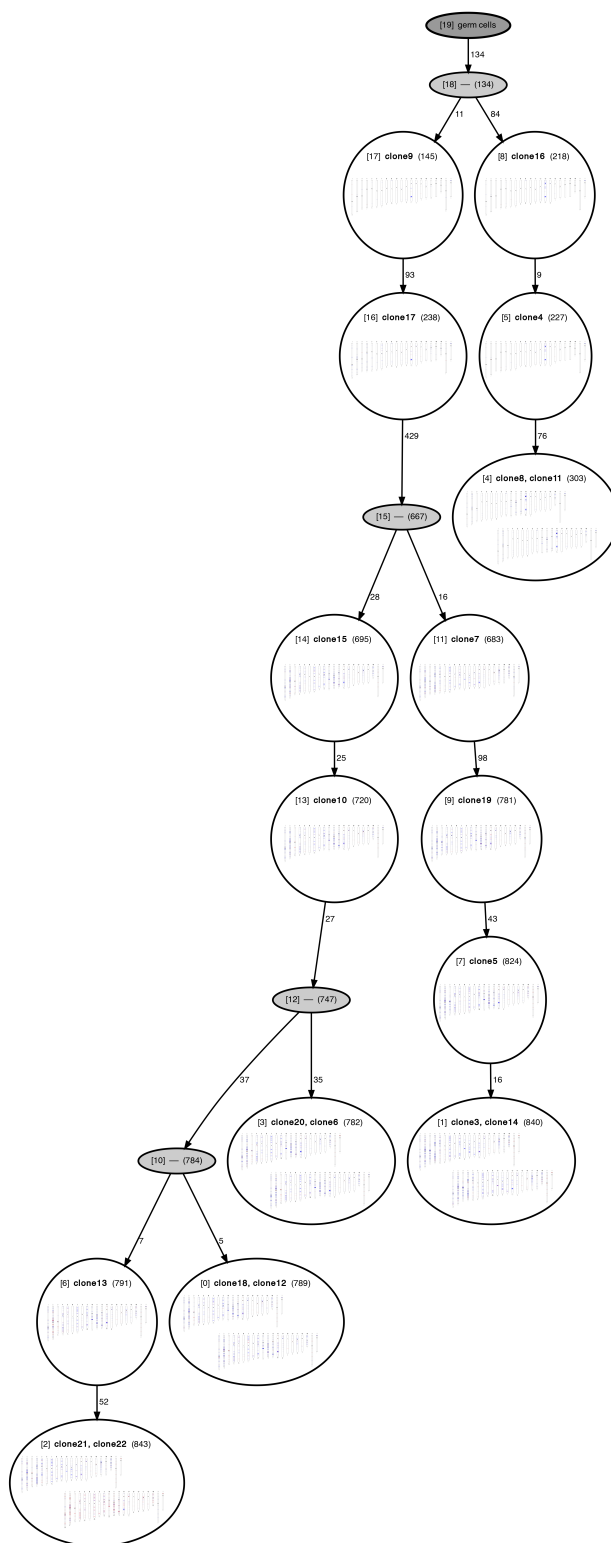 [19] germ cells
134
[18] — (134)
11
84
[17] clone9 (145)
[8] clone16 (218)
93
9
[16] clone17 (238)
[5] clone4 (227)
429
76
[4] clone8, clone11 (303)
[15] — (667)
28
16
[14] clone15 (695)
[11] clone7 (683)
25
98
[13] clone10 (720)
[9] clone19 (781)
27
43
[7] clone5 (824)
[12] — (747)
37
35
16
[3] clone20, clone6 (782)
[1] clone3, clone14 (840)
[10] — (784)
7
5
[6] clone13 (791)
[0] clone18, clone12 (789)
52
[2] clone21, clone22 (843)